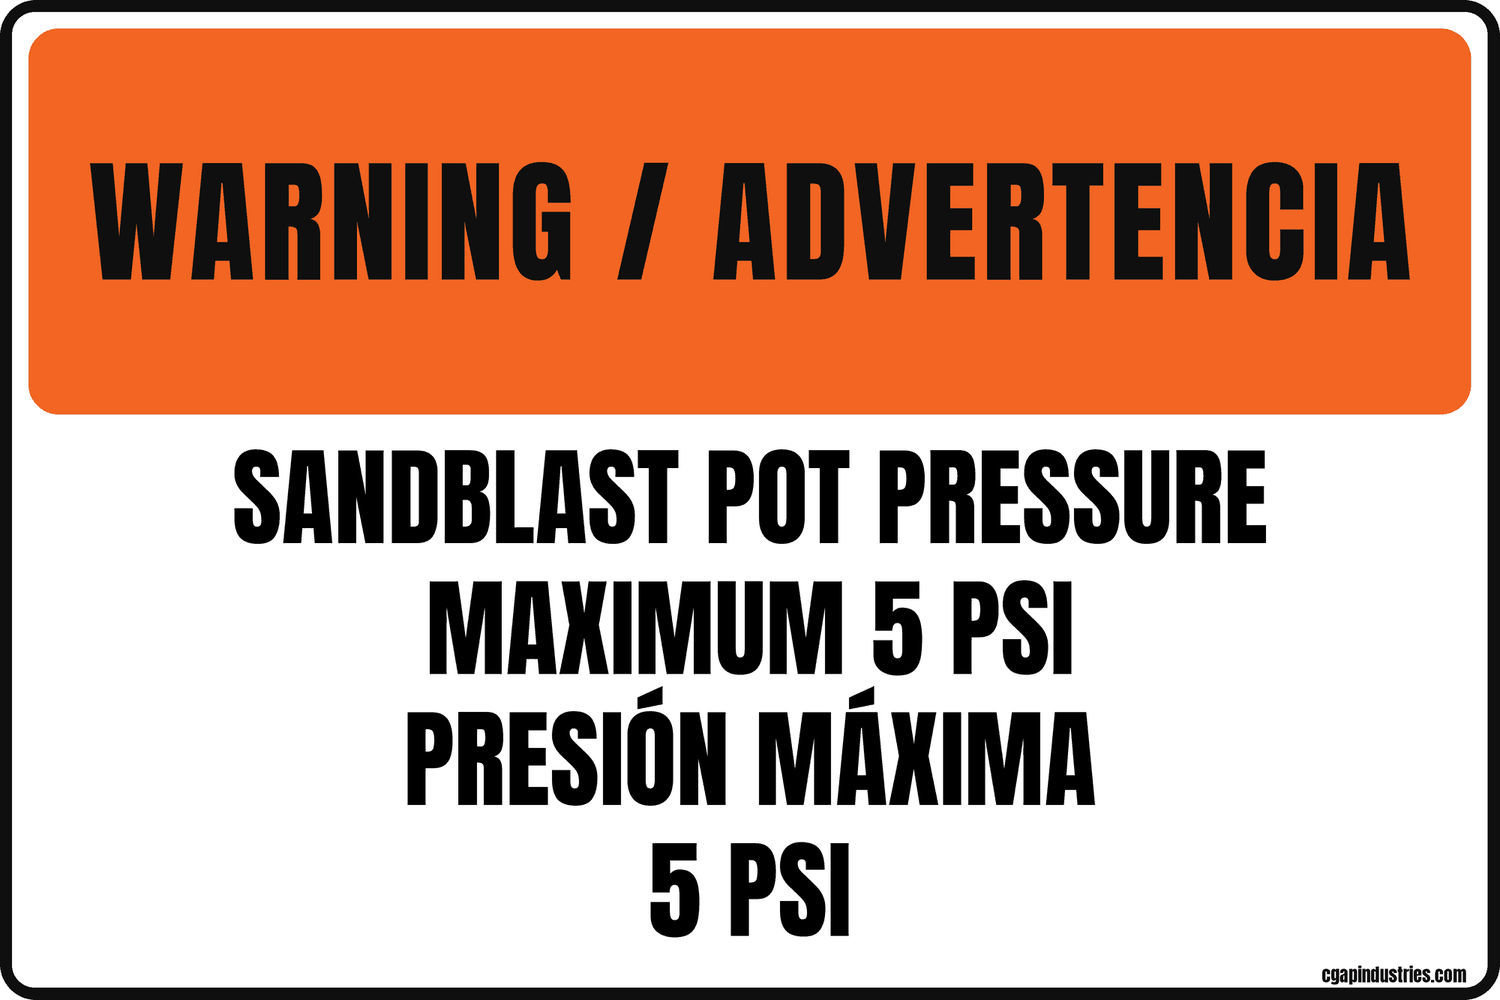 WARNING / ADVERTENCIA
SANDBLAST POT PRESSURE
MAXIMUM 5 PSI
PRESIÓN MÁXIMA
5 PSI
cgapindustries.com